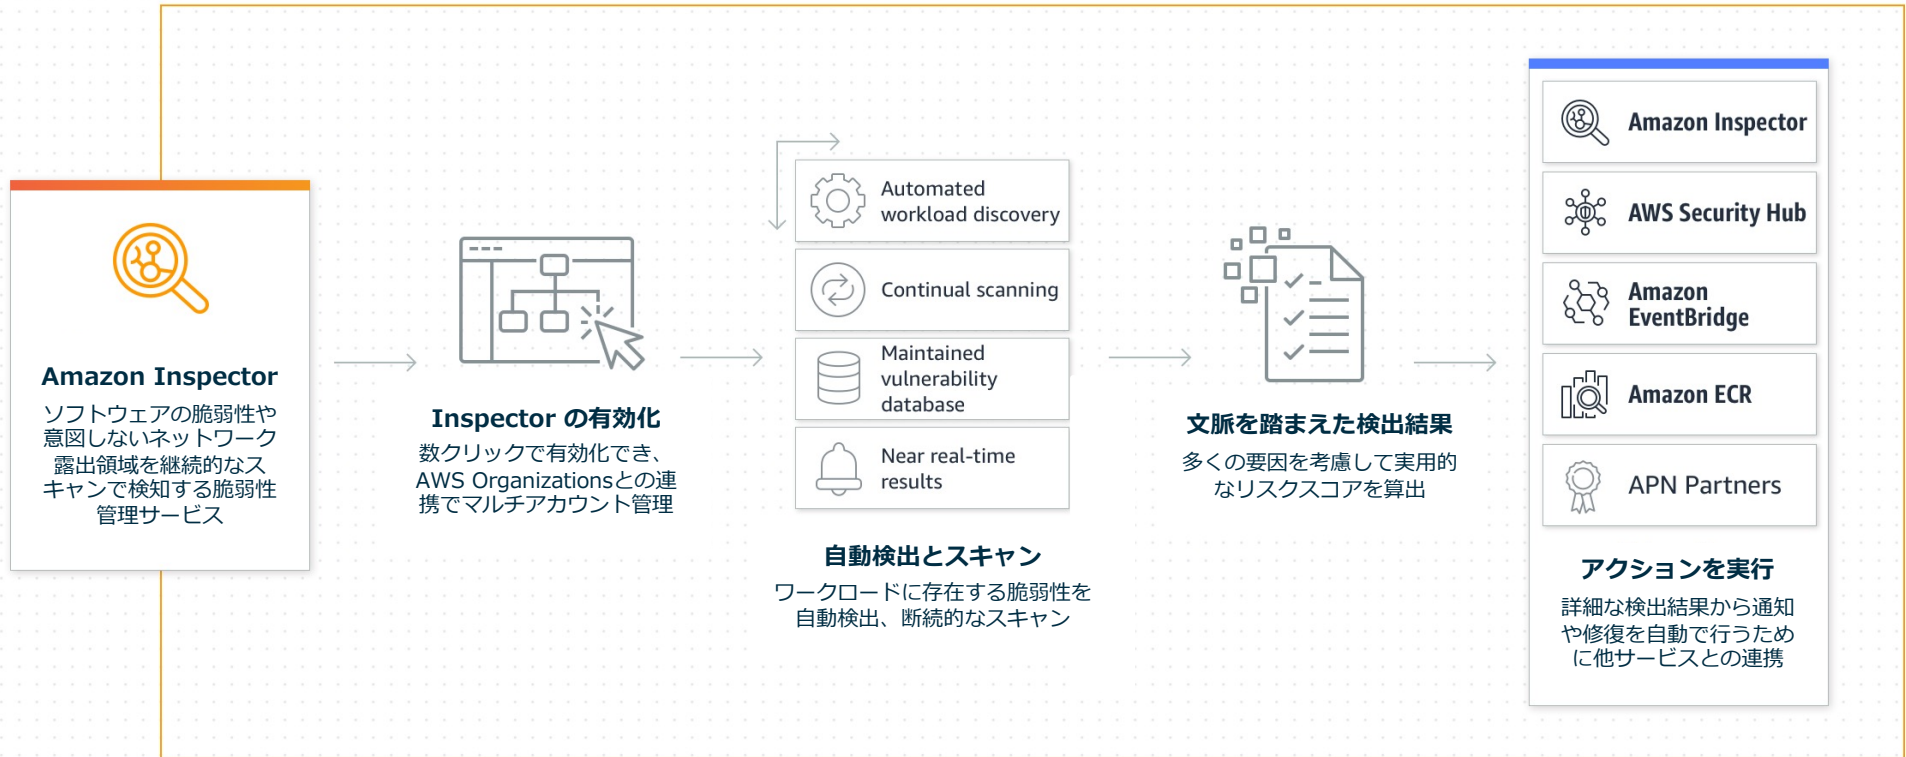 Amazon Inspector
ソフトウェアの脆弱性や
意図しないネットワーク
露出領域を継続的なス
キャンで検知する脆弱性
管理サービス
Inspector の有効化
数クリックで有効化でき、
AWS Organizationsとの連
携でマルチアカウント管理
Automated
workload discovery
Continual scanning
Maintained
vulnerability
database
Near real-time
results
自動検出とスキャン
ワークロードに存在する脆弱性を
自動検出、断続的なスキャン
文脈を踏まえた検出結果
多くの要因を考慮して実用的
なリスクスコアを算出
Amazon Inspector
AWS Security Hub
Amazon
EventBridge
Amazon ECR
APN Partners
アクションを実行
詳細な検出結果から通知
や修復を自動で行うため
に他サービスとの連携